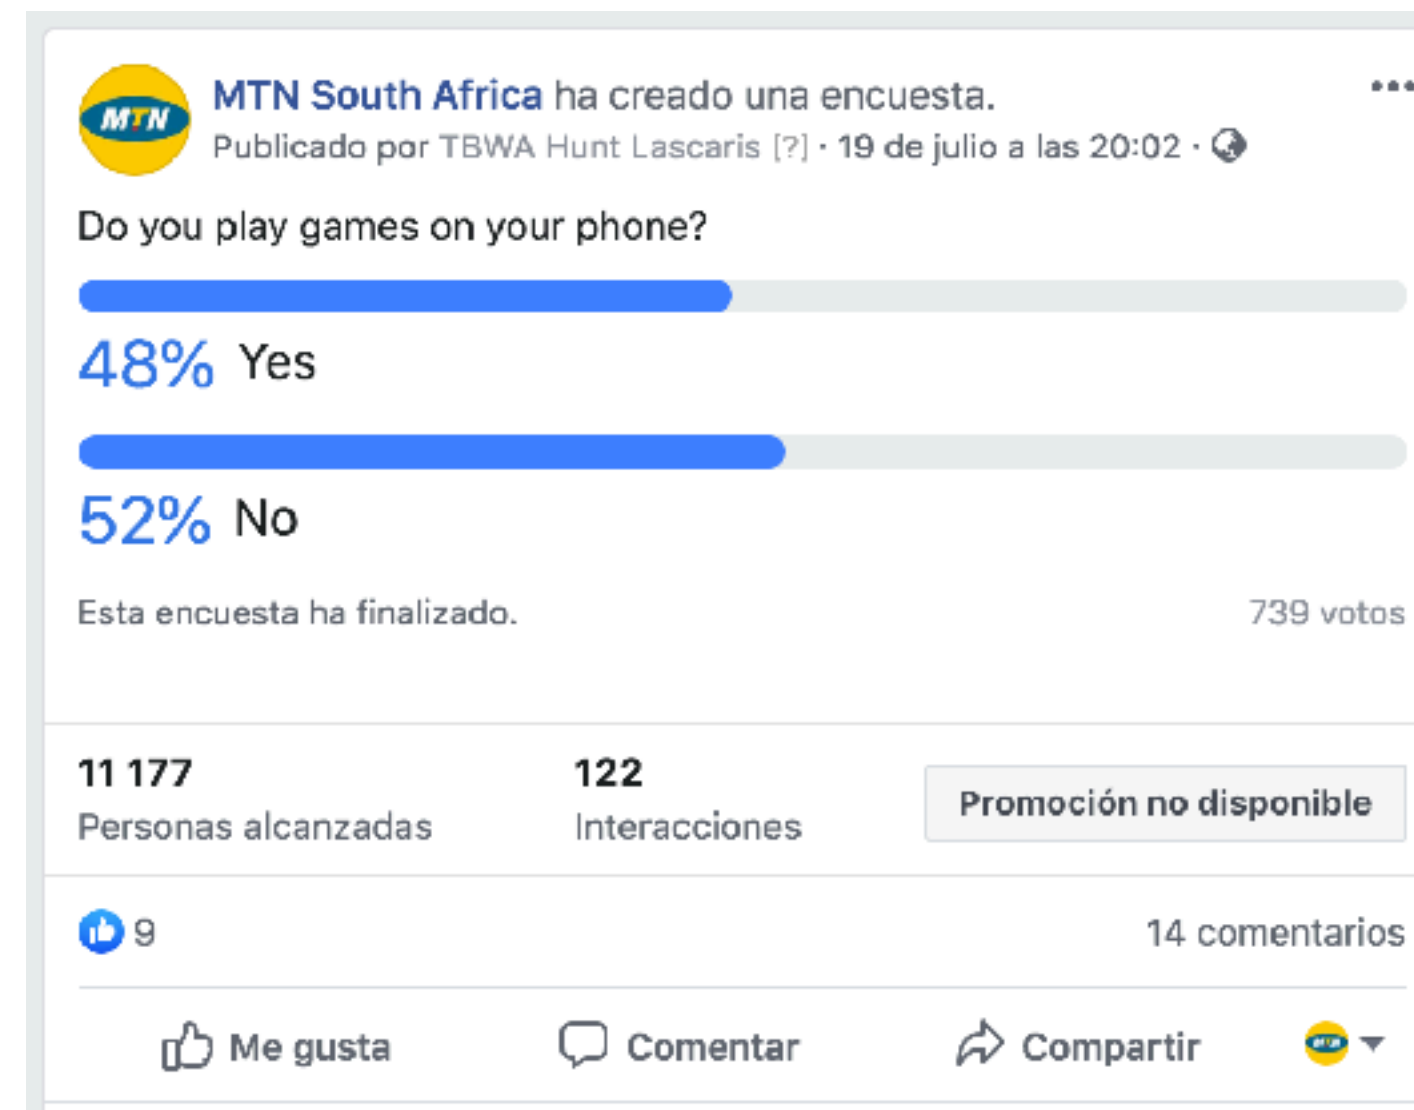 MTN
MTN South Africa ha creado una encuesta.
Publicado por TBWA Hunt Lascaris [?] · 19 de julio a las 20:02 ·
Do you play games on your phone?
48% Yes
52% No
Esta encuesta ha finalizado. 739 votos
11 177 122
Personas alcanzadas Interacciones Promoción no disponible
9 14 comentarios
Me gusta Comentar Compartir MTN